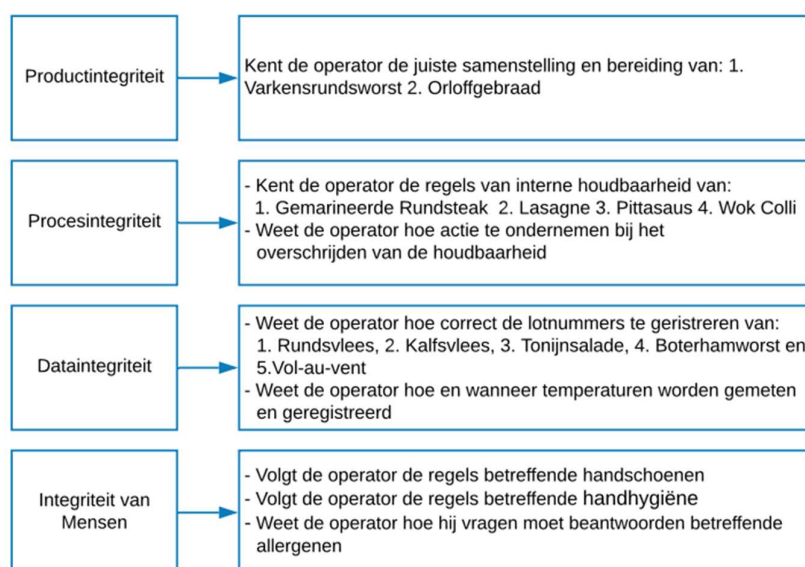 Productintegriteit
Kent de operator de juiste samenstelling en bereiding van: 1.
Varkensrundsworst 2. Orloffgebraad
Procesintegriteit
- Kent de operator de regels van interne houdbaarheid van:
1. Gemarineerde Rundsteak 2. Lasagne 3. Pittasaus 4. Wok Colli
- Weet de operator hoe actie te ondernemen bij het
overschrijden van de houdbaarheid
Dataintegriteit
- Weet de operator hoe correct de lotnummers te geristreren van:
1. Rundsvlees, 2. Kalfsvlees, 3. Tonijnsalade, 4. Boterhamworst en
5.Vol-au-vent
- Weet de operator hoe en wanneer temperaturen worden gemeten
en geregistreerd
Integriteit van
Mensen
- Volgt de operator de regels betreffende handschoenen
- Volgt de operator de regels betreffende handhygiëne
- Weet de operator hoe hij vragen moet beantwoorden betreffende
allergenen